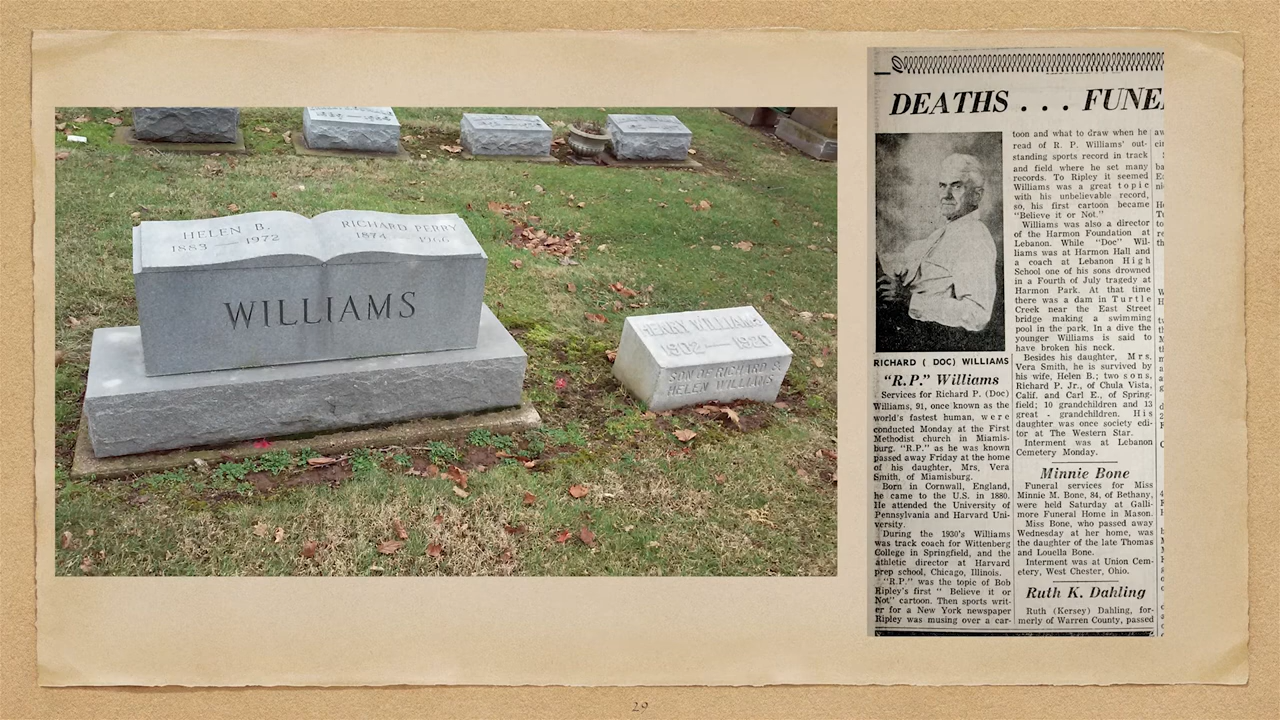 HELEN B.
1883 — 1972
RICHARD PERRY
1874 1966
WILLIAMS
HENRY WILLIAMS
1902 — 1920
SON OF RICHARD &
HELEN WILLIAMS
DEATHS . . . FUNE
RICHARD ( DOC) WILLIAMS
"R.P." Williams
Services for Richard P. (Doc)
Williams, 91, once known as the
world's fastest human, were
conducted Monday at the First
Methodist church in Miamis-
burg. "R.P." as he was known
passed away Friday at the home
of his daughter, Mrs. Vera
Smith, of Miamisburg.
Born in Cornwall, England,
he came to the U.S. in 1880.
He attended the University of
Pennsylvania and Harvard Uni-
versity.
During the 1930's Williams
was track coach for Wittenberg
College in Springfield, and the
athletic director at Harvard
prep school, Chicago, Illinois.
"R.P." was the topic of Bob
Ripley's first " Believe it or
Not" cartoon. Then sports writ-
er for a New York newspaper
Ripley was musing over a car-
toon and what to draw when he
read of R. P. Williams' out-
standing sports record in track
and field where he set many
records. To Ripley it seemed
Williams was a great topic
with his unbelievable record,
so, his first cartoon became
"Believe it or Not."
Williams was also a director
of the Harmon Foundation at
Lebanon. While "Doc" Wil-
liams was at Harmon Hall and
a coach at Lebanon High
School one of his sons drowned
in a Fourth of July tragedy at
Harmon Park. At that time
there was a dam in Turtle
Creek near the East Street
bridge making a swimming
pool in the park. In a dive the
younger Williams is said to
have broken his neck.
Besides his daughter, Mrs.
Vera Smith, he is survived by
his wife, Helen B.; two sons,
Richard P. Jr., of Chula Vista,
Calif. and Carl E., of Spring-
field; 10 grandchildren and 13
great - grandchildren. His
daughter was once society edi-
tor at The Western Star.
Interment was at Lebanon
Cemetery Monday.
Minnie Bone
Funeral services for Miss
Minnie M. Bone, 84, of Bethany,
were held Saturday at Galli-
more Funeral Home in Mason.
Miss Bone, who passed away
Wednesday at her home, was
the daughter of the late Thomas
and Louella Bone.
Interment was at Union Cem-
etery, West Chester, Ohio.
Ruth K. Dahling
Ruth (Kersey) Dahling, for-
merly of Warren County, passed
29